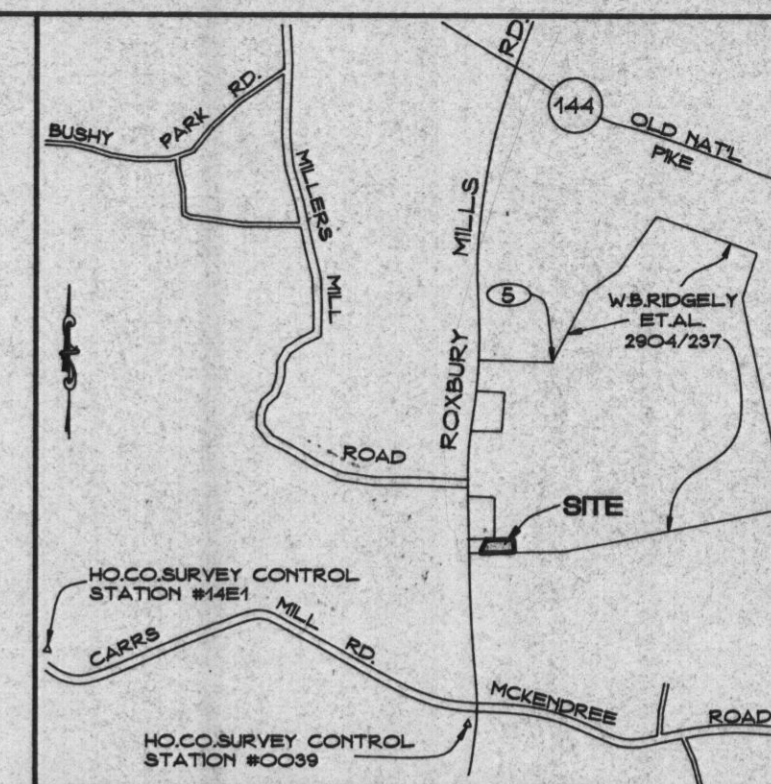 BUSHY PARK RD.
MILLERS MILL
ROAD
ROXBURY MILLS RD.
144
OLD NAT'L
PIKE
5
W.B.RIDGELY
ET.AL.
2904/237
SITE
HO.CO.SURVEY CONTROL
STATION #14E1
CARRS MILL RD.
MCKENDREE ROAD
HO.CO.SURVEY CONTROL
STATION #0039